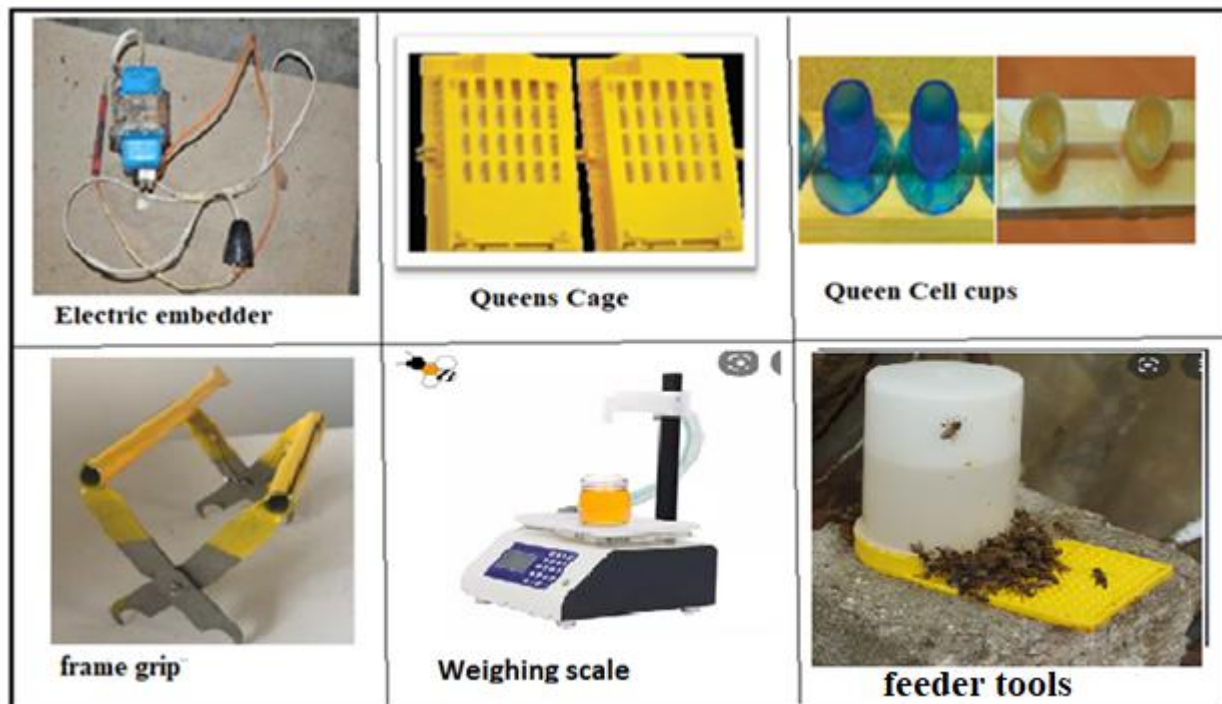 Electric embedder
Queens Cage
Queen Cell cups
frame grip
Weighing scale
feeder tools